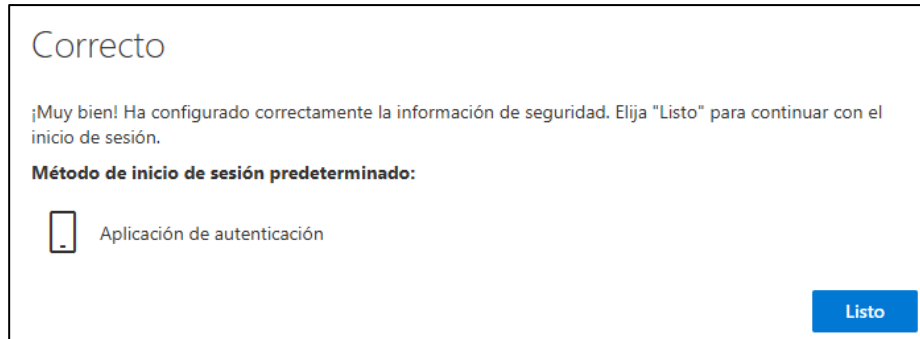 Correcto
¡Muy bien! Ha configurado correctamente la información de seguridad. Elija "Listo" para continuar con el
inicio de sesión.
Método de inicio de sesión predeterminado:
Aplicación de autenticación
Listo